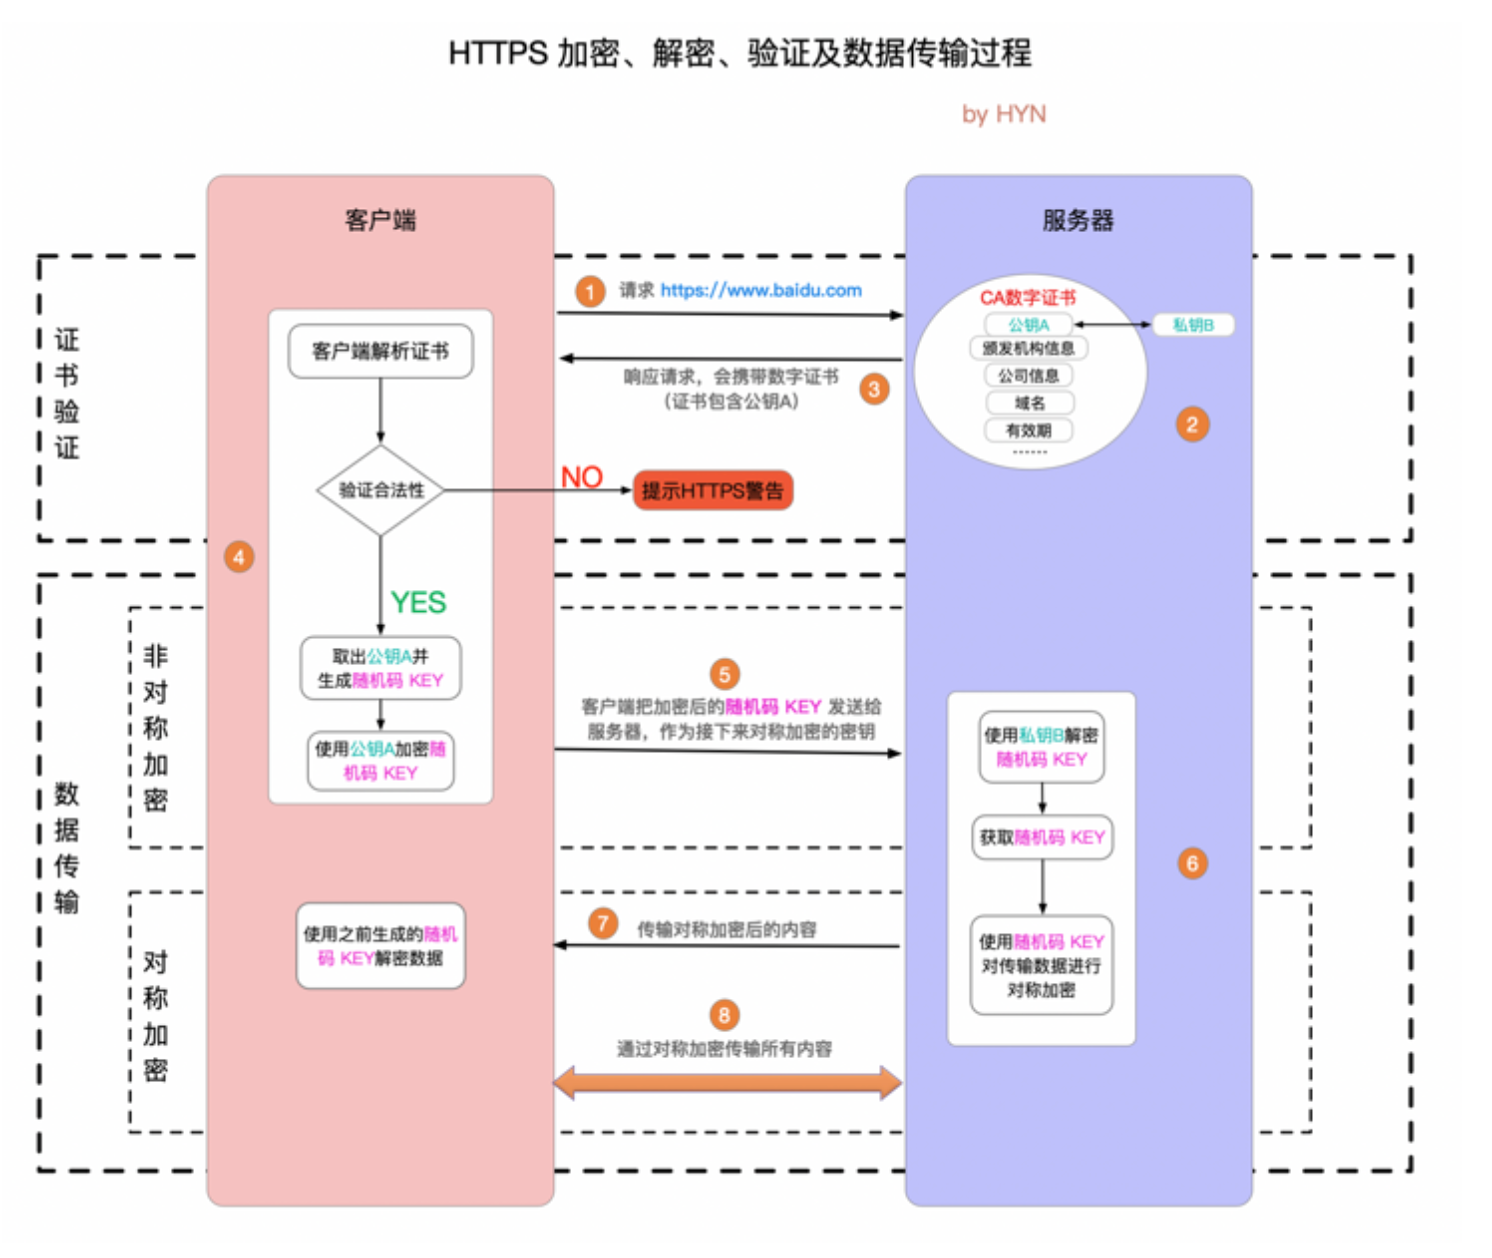 HTTPS 加密、解密、验证及数据传输过程
by HYN
客户端
服务器
证书验证
1
请求 https://www.baidu.com
CA数字证书
公钥A
私钥B
颁发机构信息
公司信息
域名
有效期
......
2
响应请求，会携带数字证书
（证书包含公钥A）
3
客户端解析证书
验证合法性
NO
提示HTTPS警告
4
YES
数据传输
非对称加密
取出公钥A并
生成随机码 KEY
使用公钥A加密随
机码 KEY
5
客户端把加密后的随机码 KEY 发送给
服务器，作为接下来对称加密的密钥
使用私钥B解密
随机码 KEY
获取随机码 KEY
6
使用随机码 KEY
对传输数据进行
对称加密
对称加密
7
传输对称加密后的内容
使用之前生成的随机
码 KEY解密数据
8
通过对称加密传输所有内容